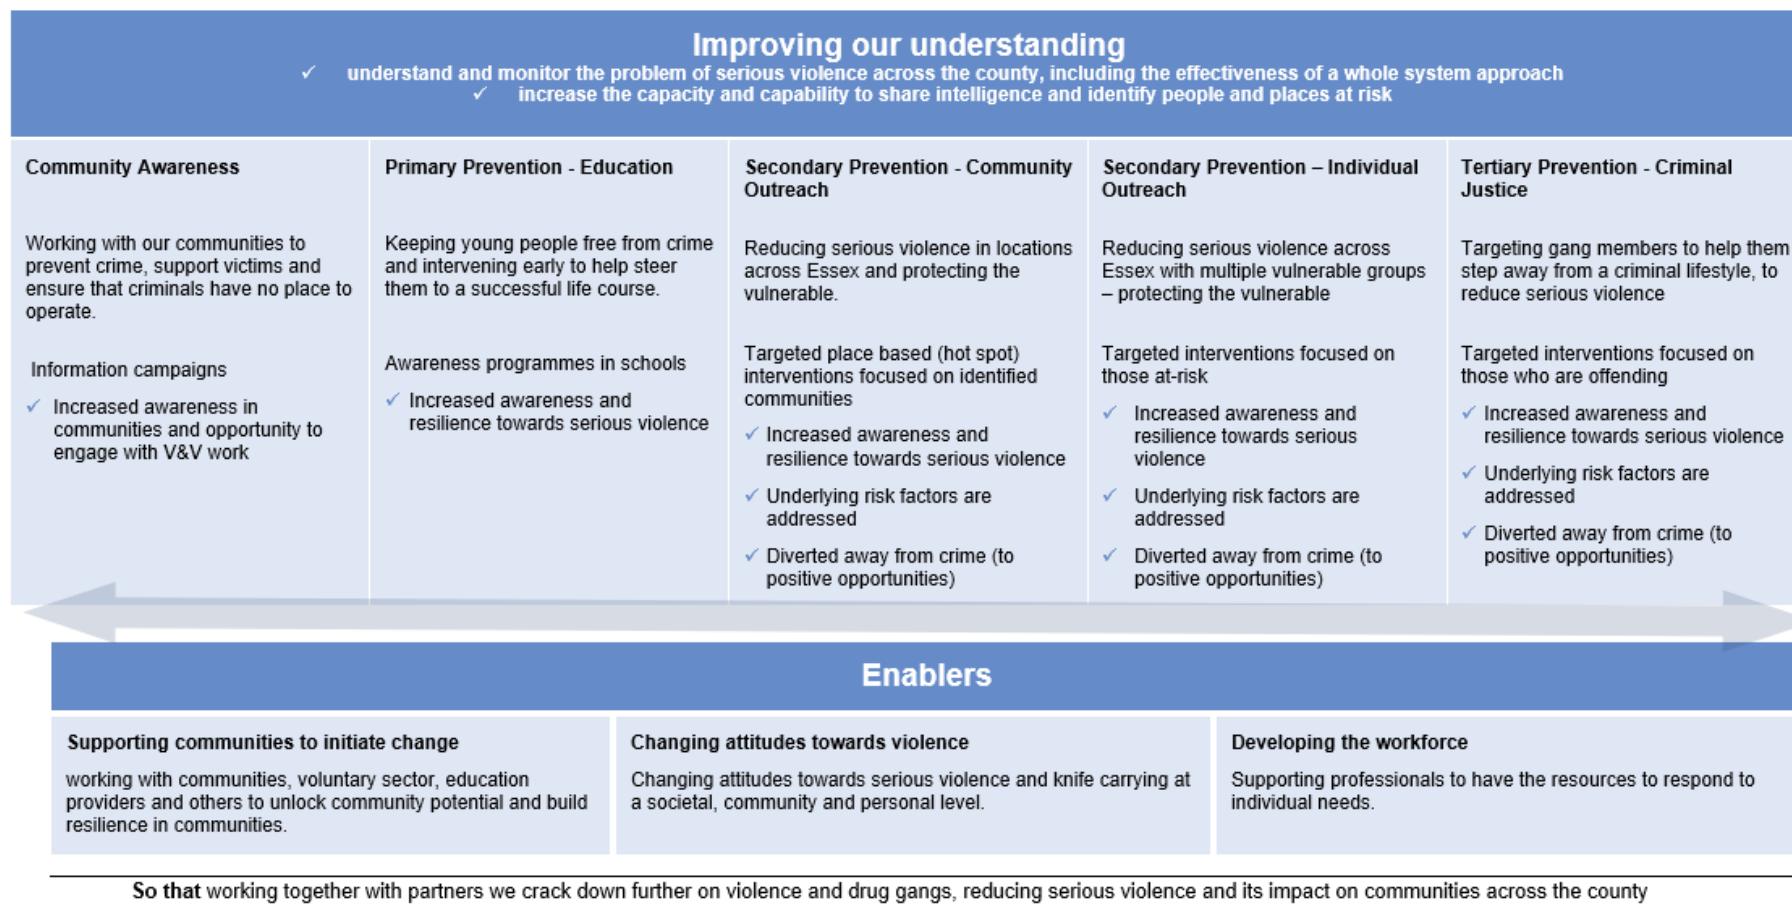 Improving our understanding
✓ understand and monitor the problem of serious violence across the county, including the effectiveness of a whole system approach
✓ increase the capacity and capability to share intelligence and identify people and places at risk
Community Awareness
Working with our communities to
prevent crime, support victims and
ensure that criminals have no place to
operate.
Information campaigns
✓ Increased awareness in
communities and opportunity to
engage with V&V work
Primary Prevention - Education
Keeping young people free from crime
and intervening early to help steer
them to a successful life course.
Awareness programmes in schools
✓ Increased awareness and
resilience towards serious violence
Secondary Prevention - Community
Outreach
Reducing serious violence in locations
across Essex and protecting the
vulnerable.
Targeted place based (hot spot)
interventions focused on identified
communities
✓ Increased awareness and
resilience towards serious violence
✓ Underlying risk factors are
addressed
✓ Diverted away from crime (to
positive opportunities)
Secondary Prevention – Individual
Outreach
Reducing serious violence across
Essex with multiple vulnerable groups
– protecting the vulnerable
Targeted interventions focused on
those at-risk
✓ Increased awareness and
resilience towards serious
violence
✓ Underlying risk factors are
addressed
✓ Diverted away from crime (to
positive opportunities)
Tertiary Prevention - Criminal
Justice
Targeting gang members to help them
step away from a criminal lifestyle, to
reduce serious violence
Targeted interventions focused on
those who are offending
✓ Increased awareness and
resilience towards serious violence
✓ Underlying risk factors are
addressed
✓ Diverted away from crime (to
positive opportunities)
Enablers
Supporting communities to initiate change
working with communities, voluntary sector, education
providers and others to unlock community potential and build
resilience in communities.
Changing attitudes towards violence
Changing attitudes towards serious violence and knife carrying at
a societal, community and personal level.
Developing the workforce
Supporting professionals to have the resources to respond to
individual needs.
So that working together with partners we crack down further on violence and drug gangs, reducing serious violence and its impact on communities across the county